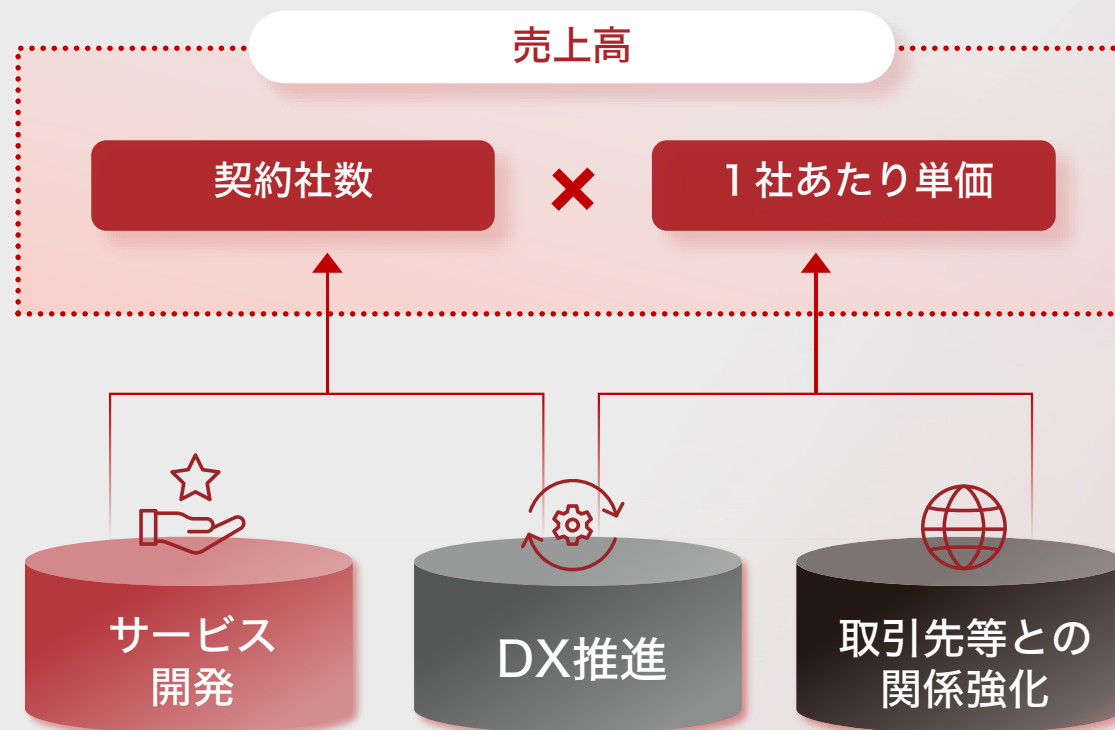 売上高
契約社数
×
1社あたり単価
サービス
開発
DX推進
取引先等との
関係強化